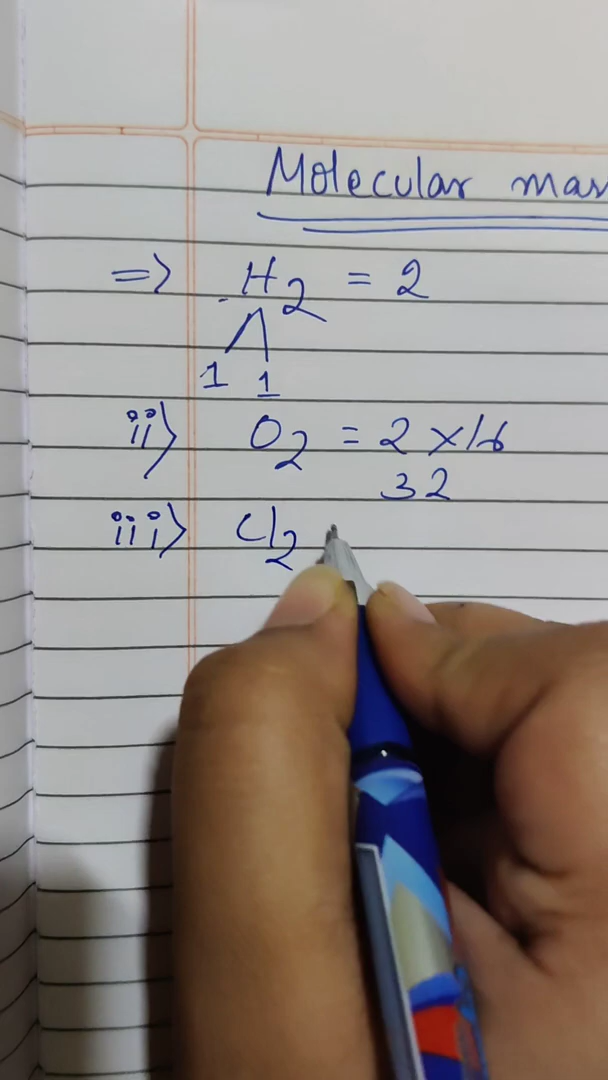 Molecular mas
=> H2 = 2
1 1
ii) O2 = 2 × 16
32
iii) Cl2